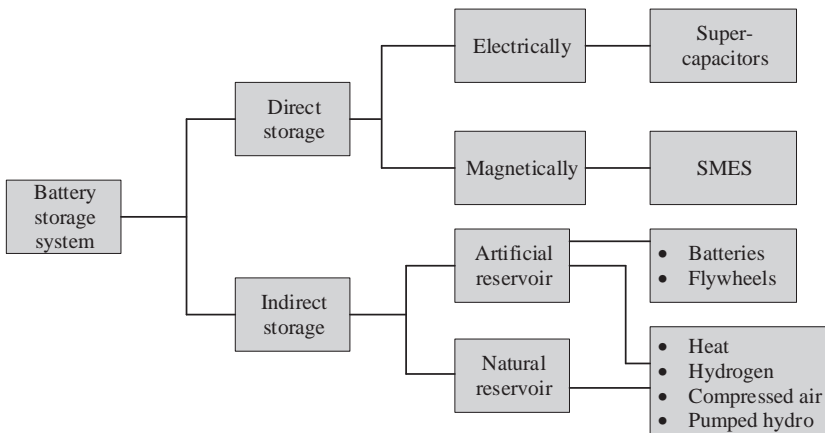 Battery
storage
system
Direct
storage
Indirect
storage
Electrically
Magnetically
Artificial
reservoir
Natural
reservoir
Super-
capacitors
SMES
• Batteries
• Flywheels
• Heat
• Hydrogen
• Compressed air
• Pumped hydro